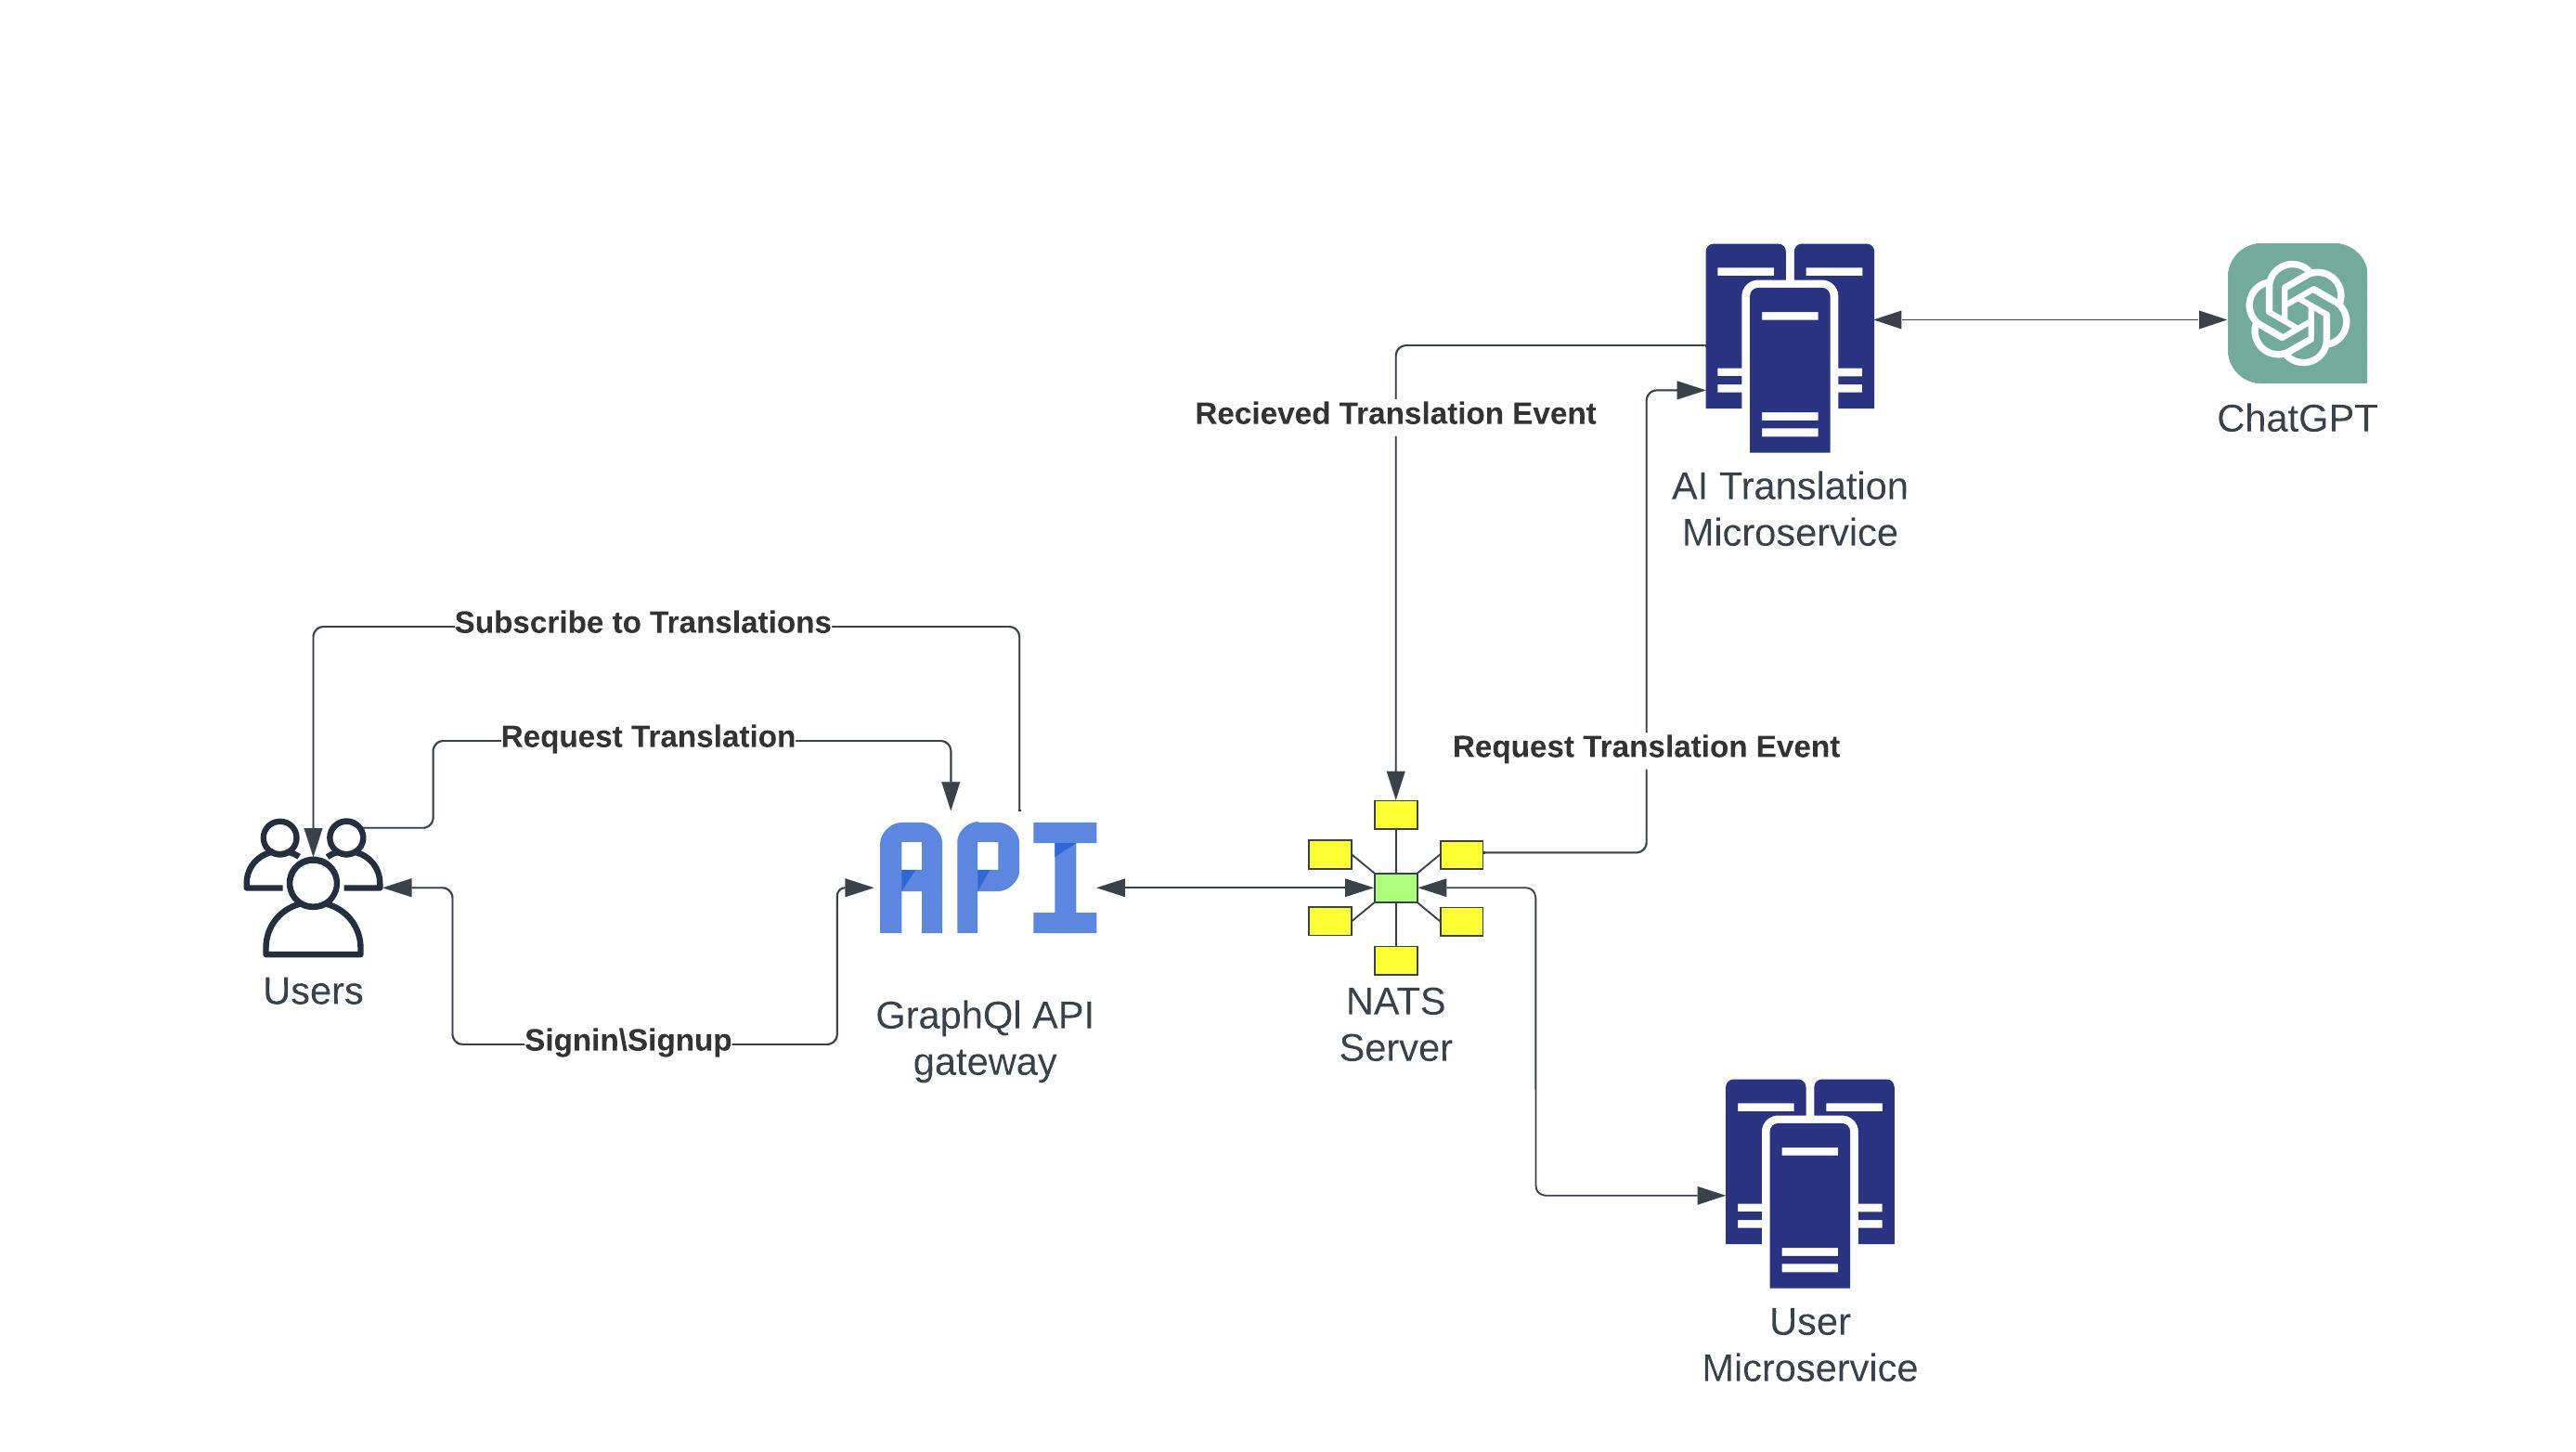 ChatGPT
Recieved Translation Event
AI Translation
Microservice
Subscribe to Translations
Request Translation
Request Translation Event
API
Users
GraphQl API
gateway
NATS
Server
Signin\Signup
User
Microservice